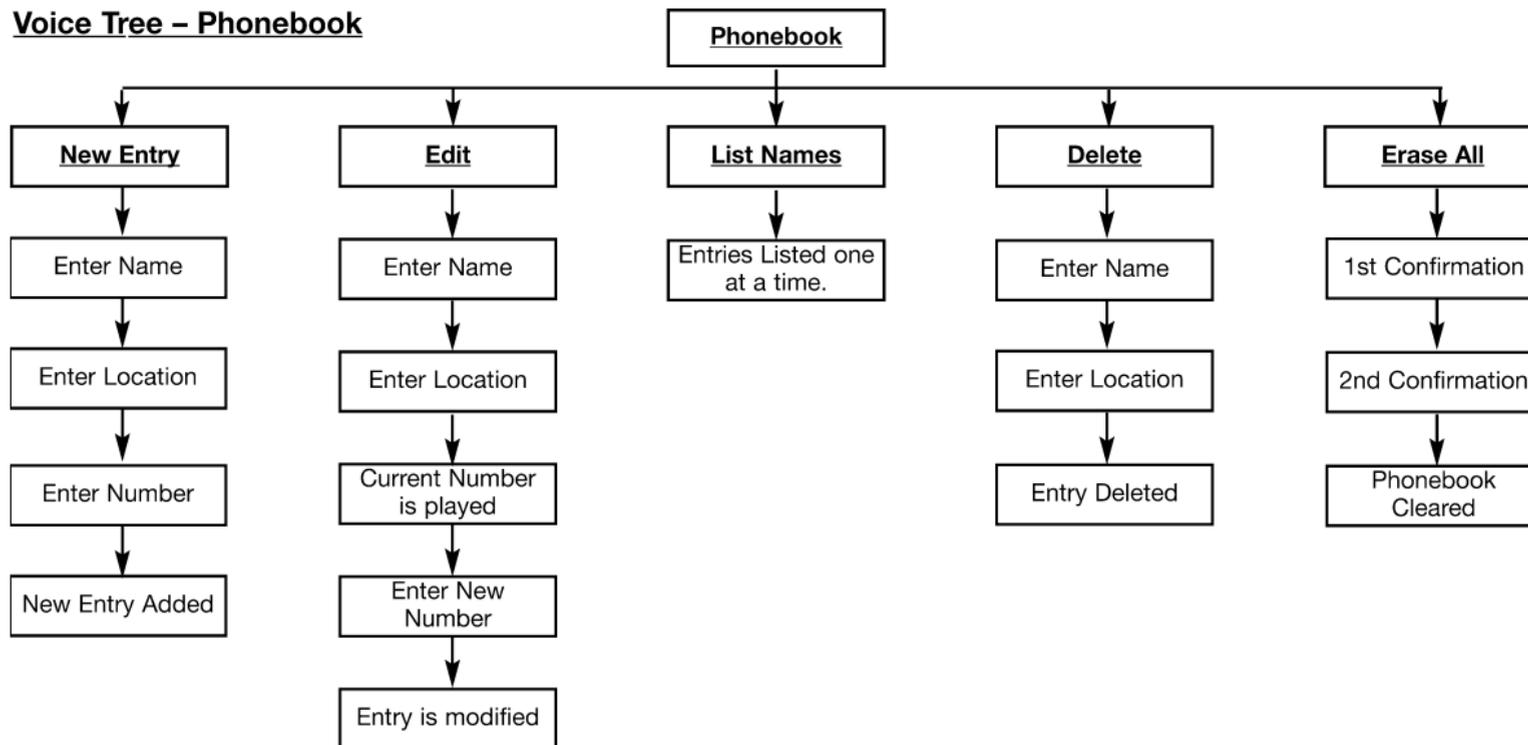 Voice Tree – Phonebook
Phonebook
New Entry
Enter Name
Enter Location
Enter Number
New Entry Added
Edit
Enter Name
Enter Location
Current Number
is played
Enter New
Number
Entry is modified
List Names
Entries Listed one
at a time.
Delete
Enter Name
Enter Location
Entry Deleted
Erase All
1st Confirmation
2nd Confirmation
Phonebook
Cleared